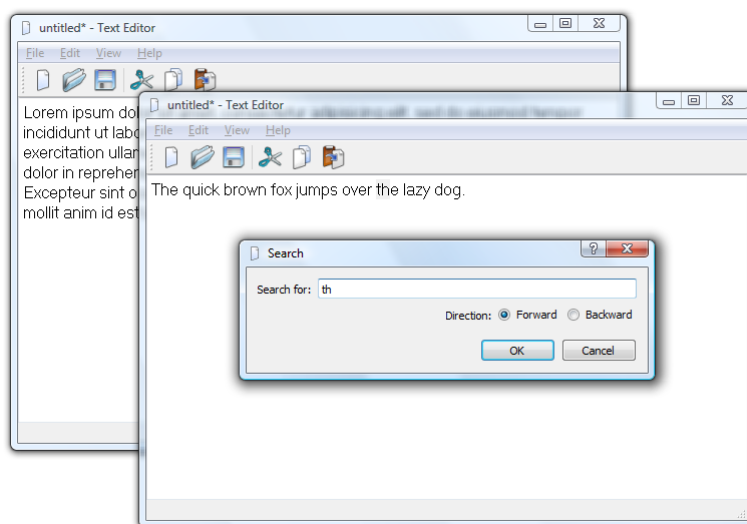 untitled* - Text Editor
File Edit View Help
Lorem ipsum dol
incididunt ut labo
exercitation ullan
dolor in reprehen
Excepteur sint o
mollit anim id est
untitled* - Text Editor
File Edit View Help
The quick brown fox jumps over the lazy dog.
Search
Search for: th
Direction: Forward Backward
OK Cancel